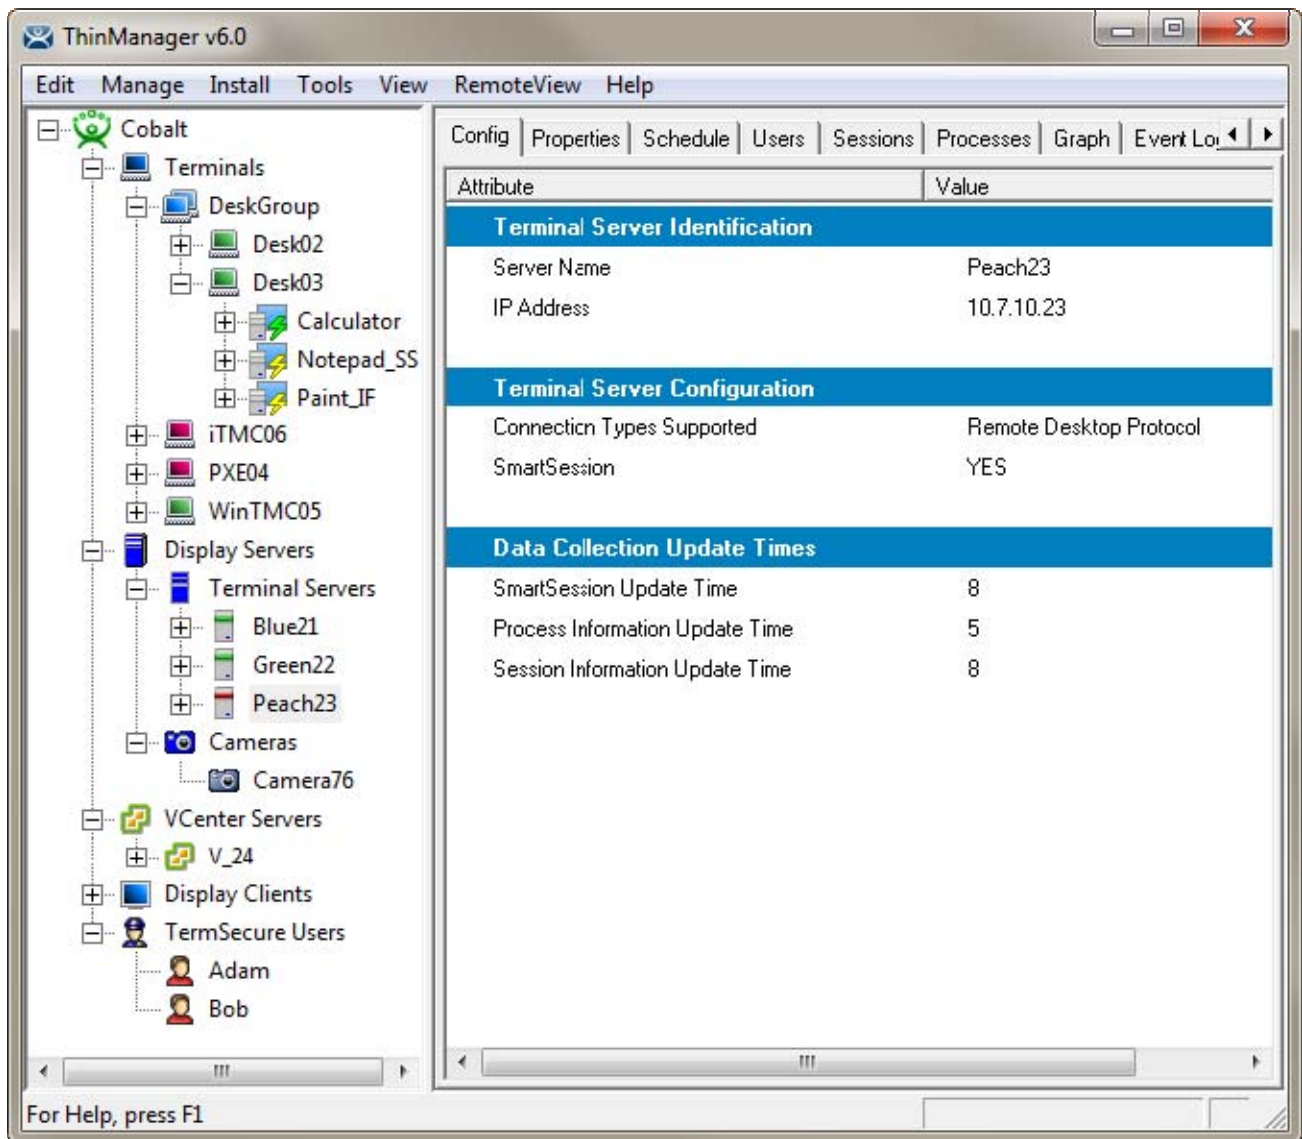 ThinManager v6.0
Edit Manage Install Tools View RemoteView Help
Cobalt
Terminals
DeskGroup
Desk02
Desk03
Calculator
Notepad_SS
Paint_IF
iTMC06
PXE04
WinTMC05
Display Servers
Terminal Servers
Blue21
Green22
Peach23
Cameras
Camera76
VCenter Servers
V_24
Display Clients
TermSecure Users
Adam
Bob
Config Properties Schedule Users Sessions Processes Graph Event Lo
Attribute Value
Terminal Server Identification
Server Name Peach23
IP Address 10.7.10.23
Terminal Server Configuration
Connection Types Supported Remote Desktop Protocol
SmartSession YES
Data Collection Update Times
SmartSession Update Time 8
Process Information Update Time 5
Session Information Update Time 8
For Help, press F1